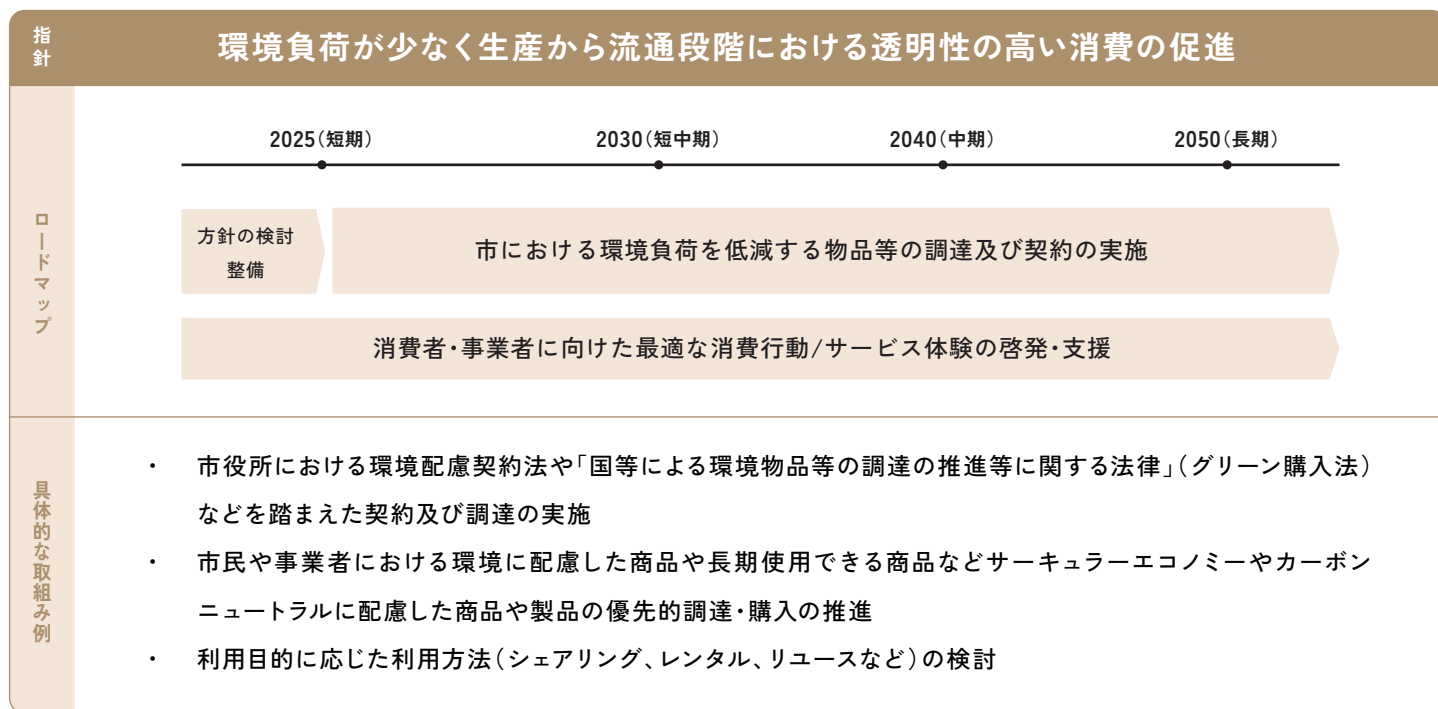 指針
環境負荷が少なく生産から流通段階における透明性の高い消費の促進
ロードマップ
2025(短期)
2030(短中期)
2040(中期)
2050(長期)
方針の検討
整備
市における環境負荷を低減する物品等の調達及び契約の実施
消費者・事業者に向けた最適な消費行動/サービス体験の啓発・支援
具体的な取組み例
・ 市役所における環境配慮契約法や「国等による環境物品等の調達の推進等に関する法律」(グリーン購入法)
などを踏まえた契約及び調達の実施
・ 市民や事業者における環境に配慮した商品や長期使用できる商品などサーキュラーエコノミーやカーボン
ニュートラルに配慮した商品や製品の優先的調達・購入の推進
・ 利用目的に応じた利用方法(シェアリング、レンタル、リユースなど)の検討